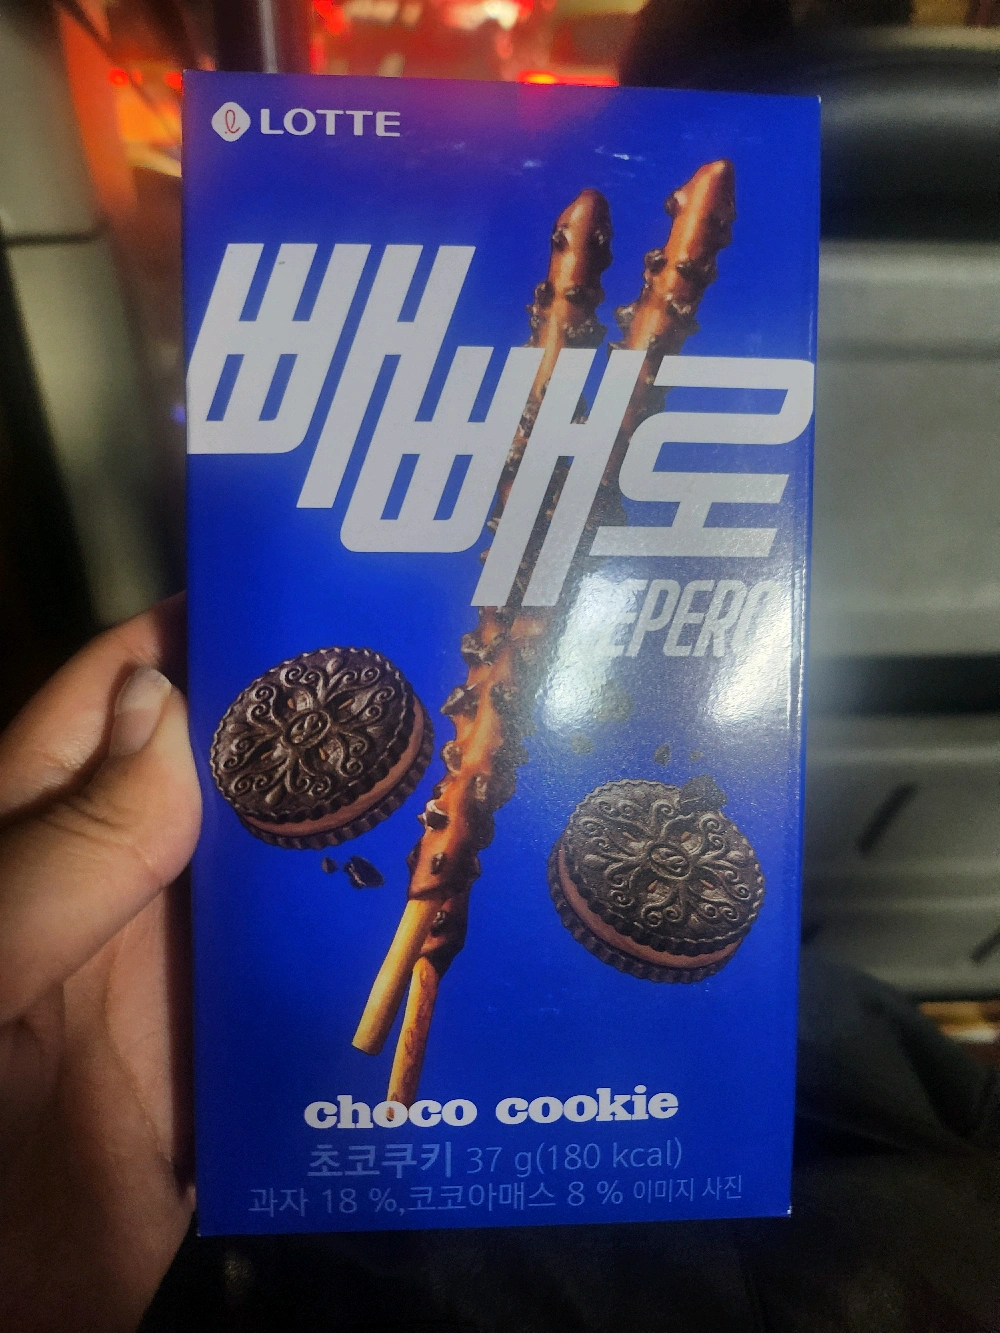 LOTTE
빼빼로
PEPERO
choco cookie
초코쿠키 37 g(180 kcal)
과자 18 %,코코아매스 8 % 이미지 사진